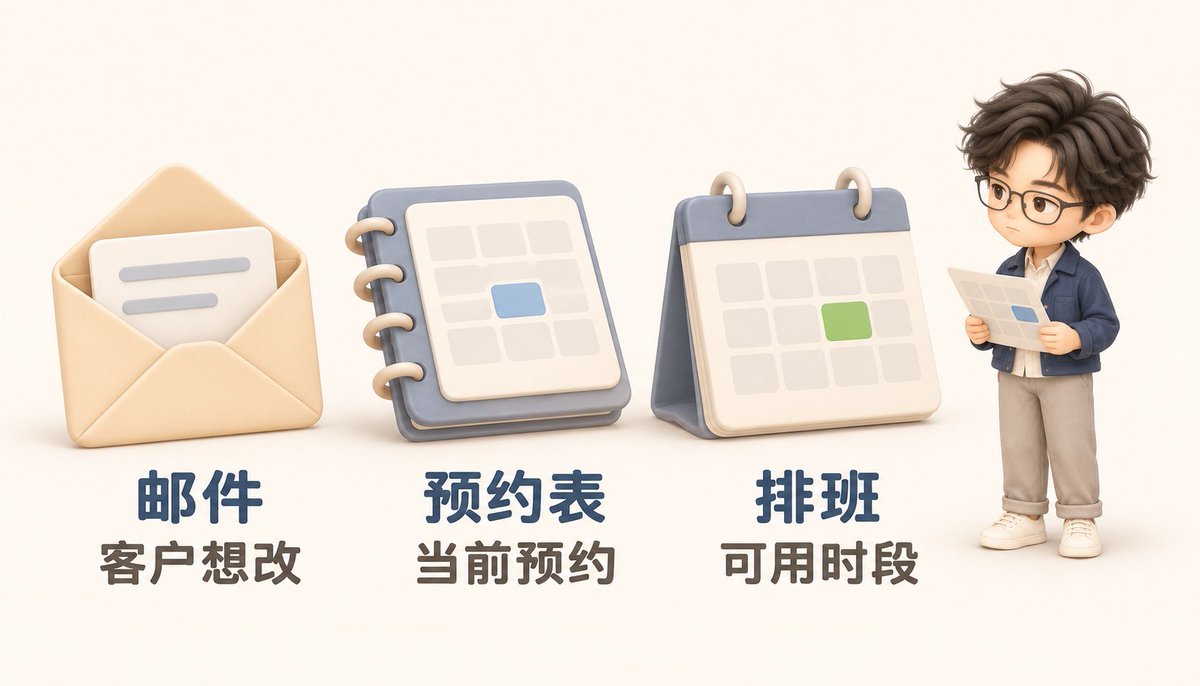 邮件
客户想改
预约表
当前预约
排班
可用时段